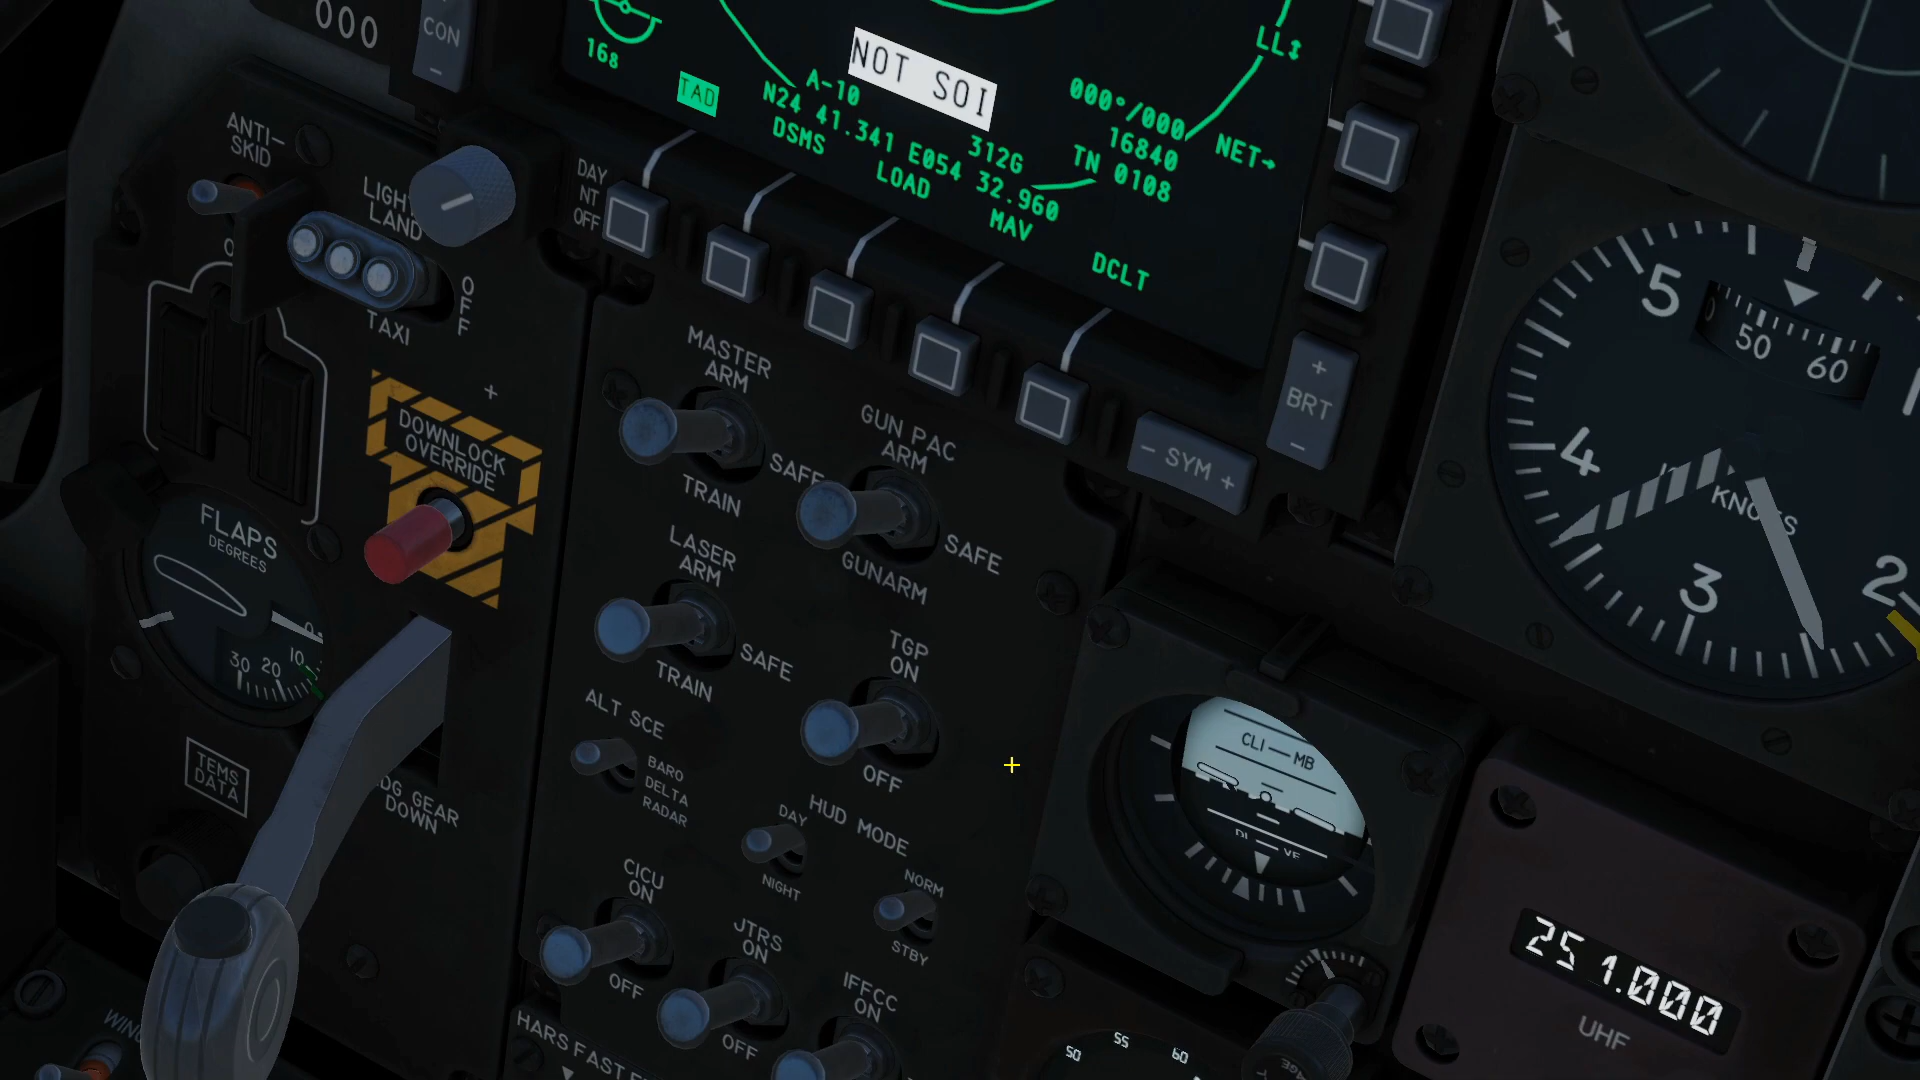 000
CON
−
168
TAD
NOT SOI
A-10
N24 41.341 E054 32.960
312G
000°/000
16840
TN 0108
LL↕
NET→
DSMS
LOAD
MAV
DCLT
ANTI-
SKID
LAND
TAXI
OFF
DAY
NT
OFF
+
BRT
−
− SYM +
+
DOWNLOCK
OVERRIDE
MASTER
ARM
SAFE
TRAIN
GUN PAC
ARM
SAFE
GUNARM
LASER
ARM
SAFE
TRAIN
TGP
ON
OFF
ALT SCE
BARO
DELTA
RADAR
HUD MODE
DAY
NIGHT
NORM
STBY
CICU
ON
OFF
JTRS
ON
OFF
IFFCC
ON
HARS FAST
FLAPS
DEGREES
0
10
20
30
TEMS
DATA
GEAR
DOWN
5
4
3
2
1
50 60
KNOTS
CLI MB
50
55
60
251.000
UHF